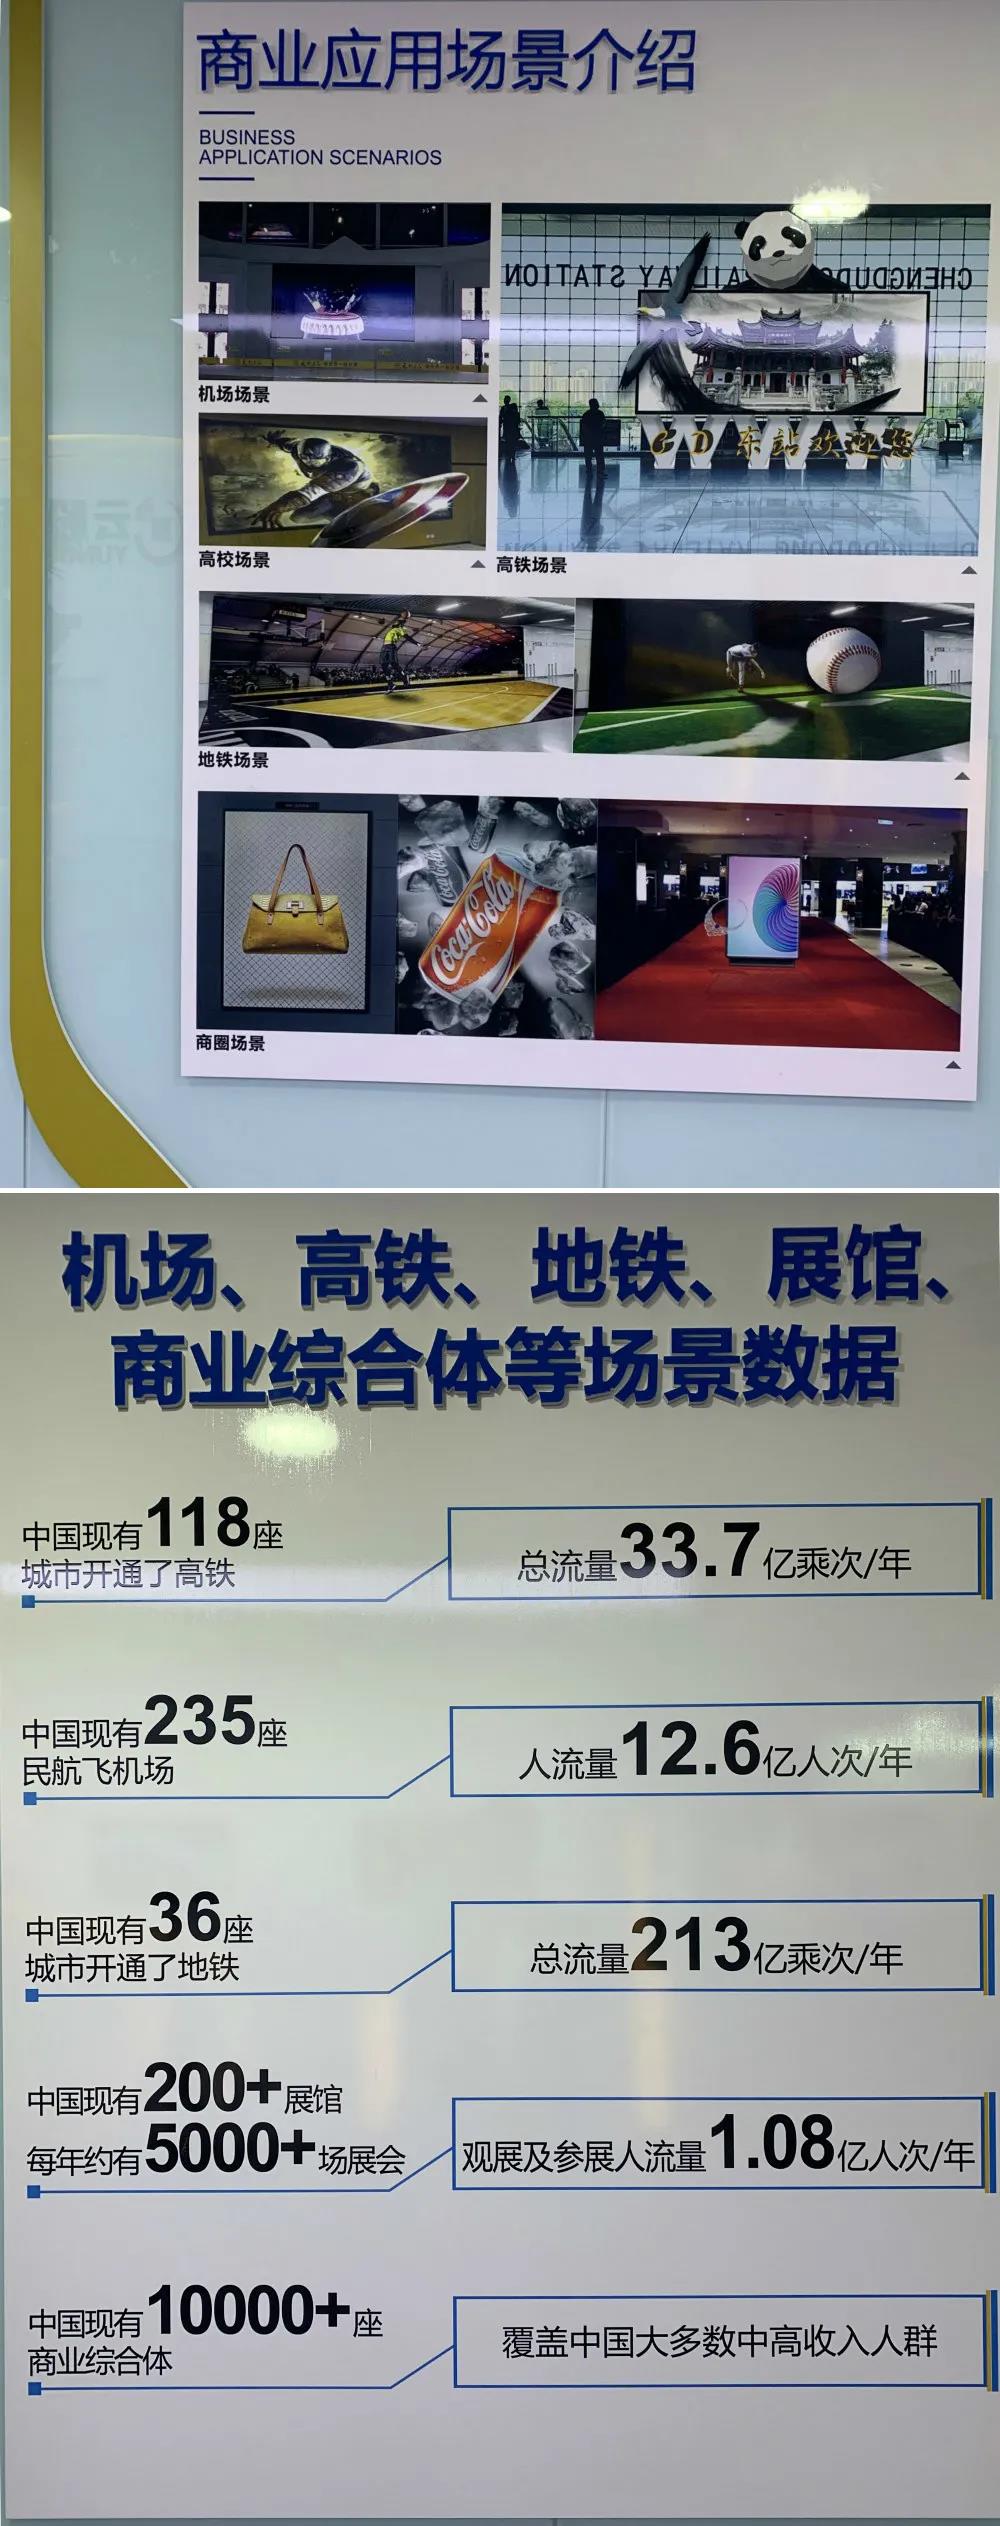 商业应用场景介绍
BUSINESS
APPLICATION SCENARIOS
CHENGDUDONG RAILWAY STATION
机场场景
CD东站欢迎您
高校场景
高铁场景
地铁场景
Coca-Cola
商圈场景
机场、高铁、地铁、展馆、
商业综合体等场景数据
中国现有118座
城市开通了高铁
总流量33.7亿乘次/年
中国现有235座
民航飞机场
人流量12.6亿人次/年
中国现有36座
城市开通了地铁
总流量213亿乘次/年
中国现有200+展馆
每年约有5000+场展会
观展及参展人流量1.08亿人次/年
中国现有10000+座
商业综合体
覆盖中国大多数中高收入人群